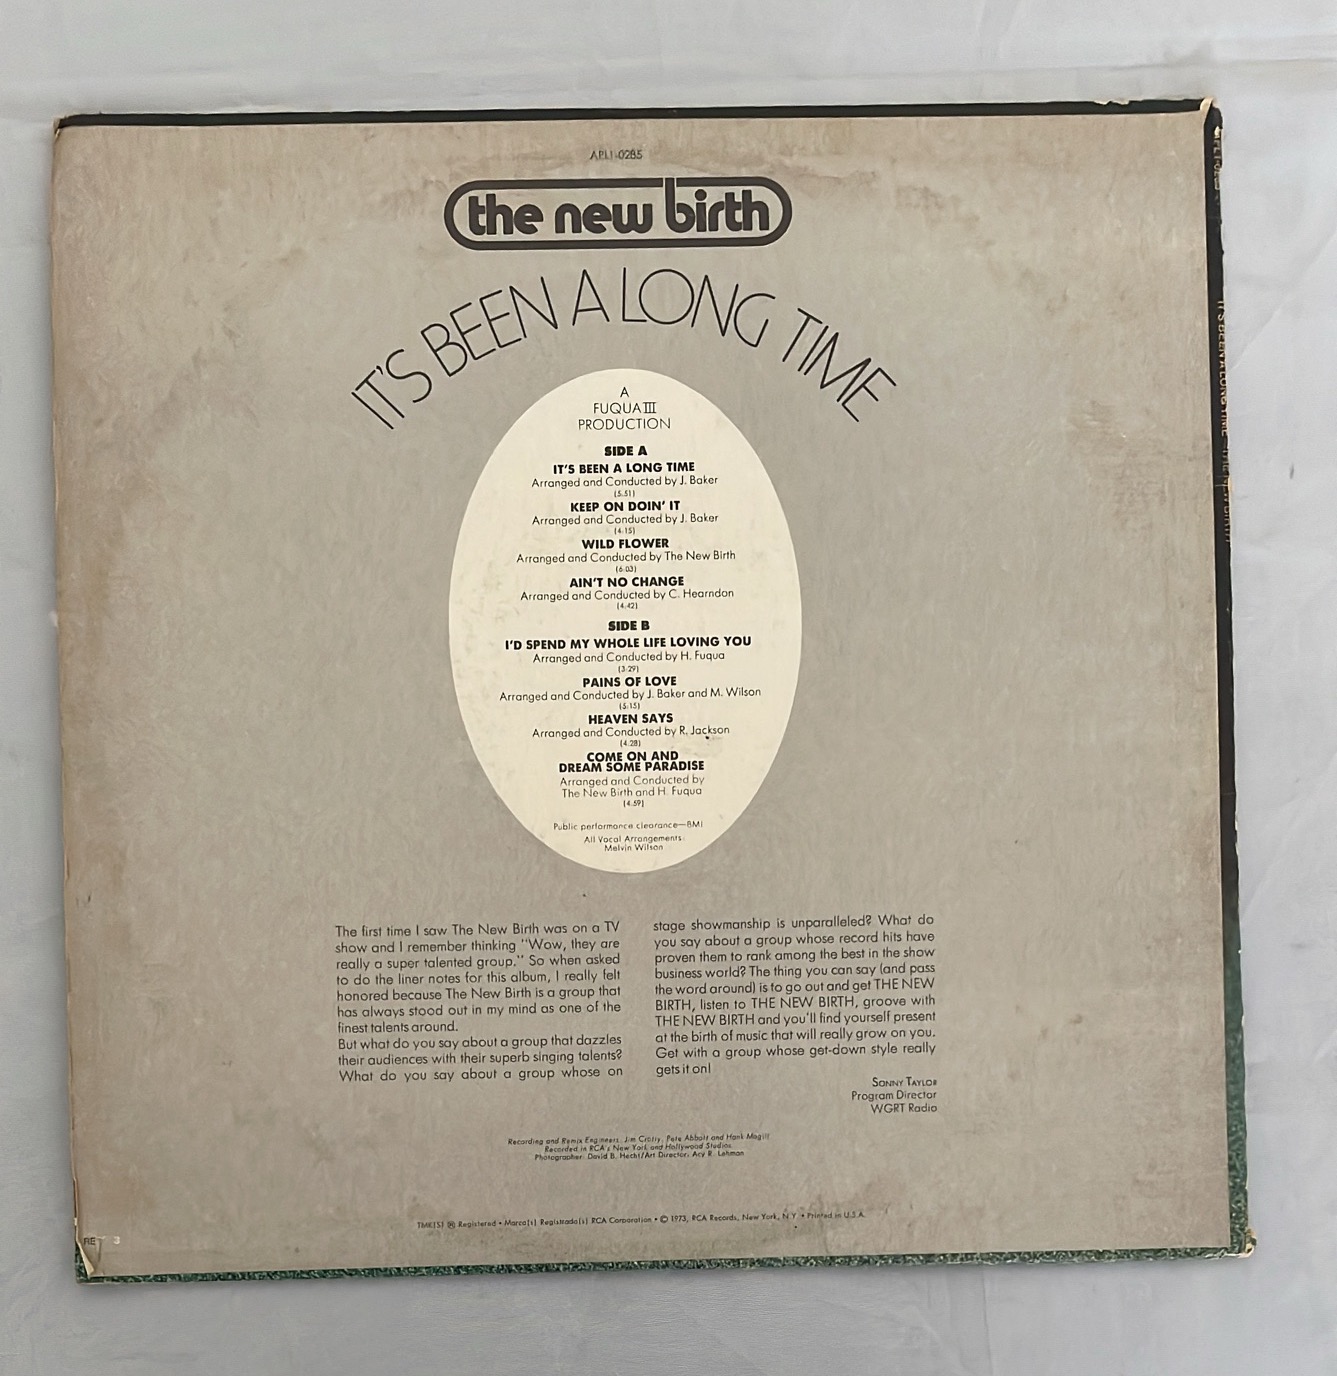 APL1-0285
the new birth
IT'S BEEN A LONG TIME
A
FUQUA III
PRODUCTION
SIDE A
IT'S BEEN A LONG TIME
Arranged and Conducted by J. Baker
(5:51)
KEEP ON DOIN' IT
Arranged and Conducted by J. Baker
(4:15)
WILD FLOWER
Arranged and Conducted by The New Birth
(6:03)
AIN'T NO CHANGE
Arranged and Conducted by C. Hearndon
(4:42)
SIDE B
I'D SPEND MY WHOLE LIFE LOVING YOU
Arranged and Conducted by H. Fuqua
(3:29)
PAINS OF LOVE
Arranged and Conducted by J. Baker and M. Wilson
(5:15)
HEAVEN SAYS
Arranged and Conducted by R. Jackson
(4:28)
COME ON AND
DREAM SOME PARADISE
Arranged and Conducted by
The New Birth and H. Fuqua
(4:59)
Public performance clearance—BMI
All Vocal Arrangements:
Melvin Wilson
The first time I saw The New Birth was on a TV
show and I remember thinking "Wow, they are
really a super talented group." So when asked
to do the liner notes for this album, I really felt
honored because The New Birth is a group that
has always stood out in my mind as one of the
finest talents around.
But what do you say about a group that dazzles
their audiences with their superb singing talents?
What do you say about a group whose on
stage showmanship is unparalleled? What do
you say about a group whose record hits have
proven them to rank among the best in the show
business world? The thing you can say (and pass
the word around) is to go out and get THE NEW
BIRTH, listen to THE NEW BIRTH, groove with
THE NEW BIRTH and you'll find yourself present
at the birth of music that will really grow on you.
Get with a group whose get-down style really
gets it on!
SONNY TAYLOR
Program Director
WGRT Radio
Recording and Remix Engineers: Jim Crotty, Pete Abbott and Hank Magill
Recorded in RCA's New York and Hollywood Studios
Photographer: David B. Hecht/Art Director: Acy R. Lehman
TMK(S) ® Registered • Marca(s) Registrada(s) RCA Corporation • © 1973, RCA Records, New York, N.Y. • Printed in U.S.A.
RE 3
IT'S BEEN A LONG TIME THE NEW BIRTH